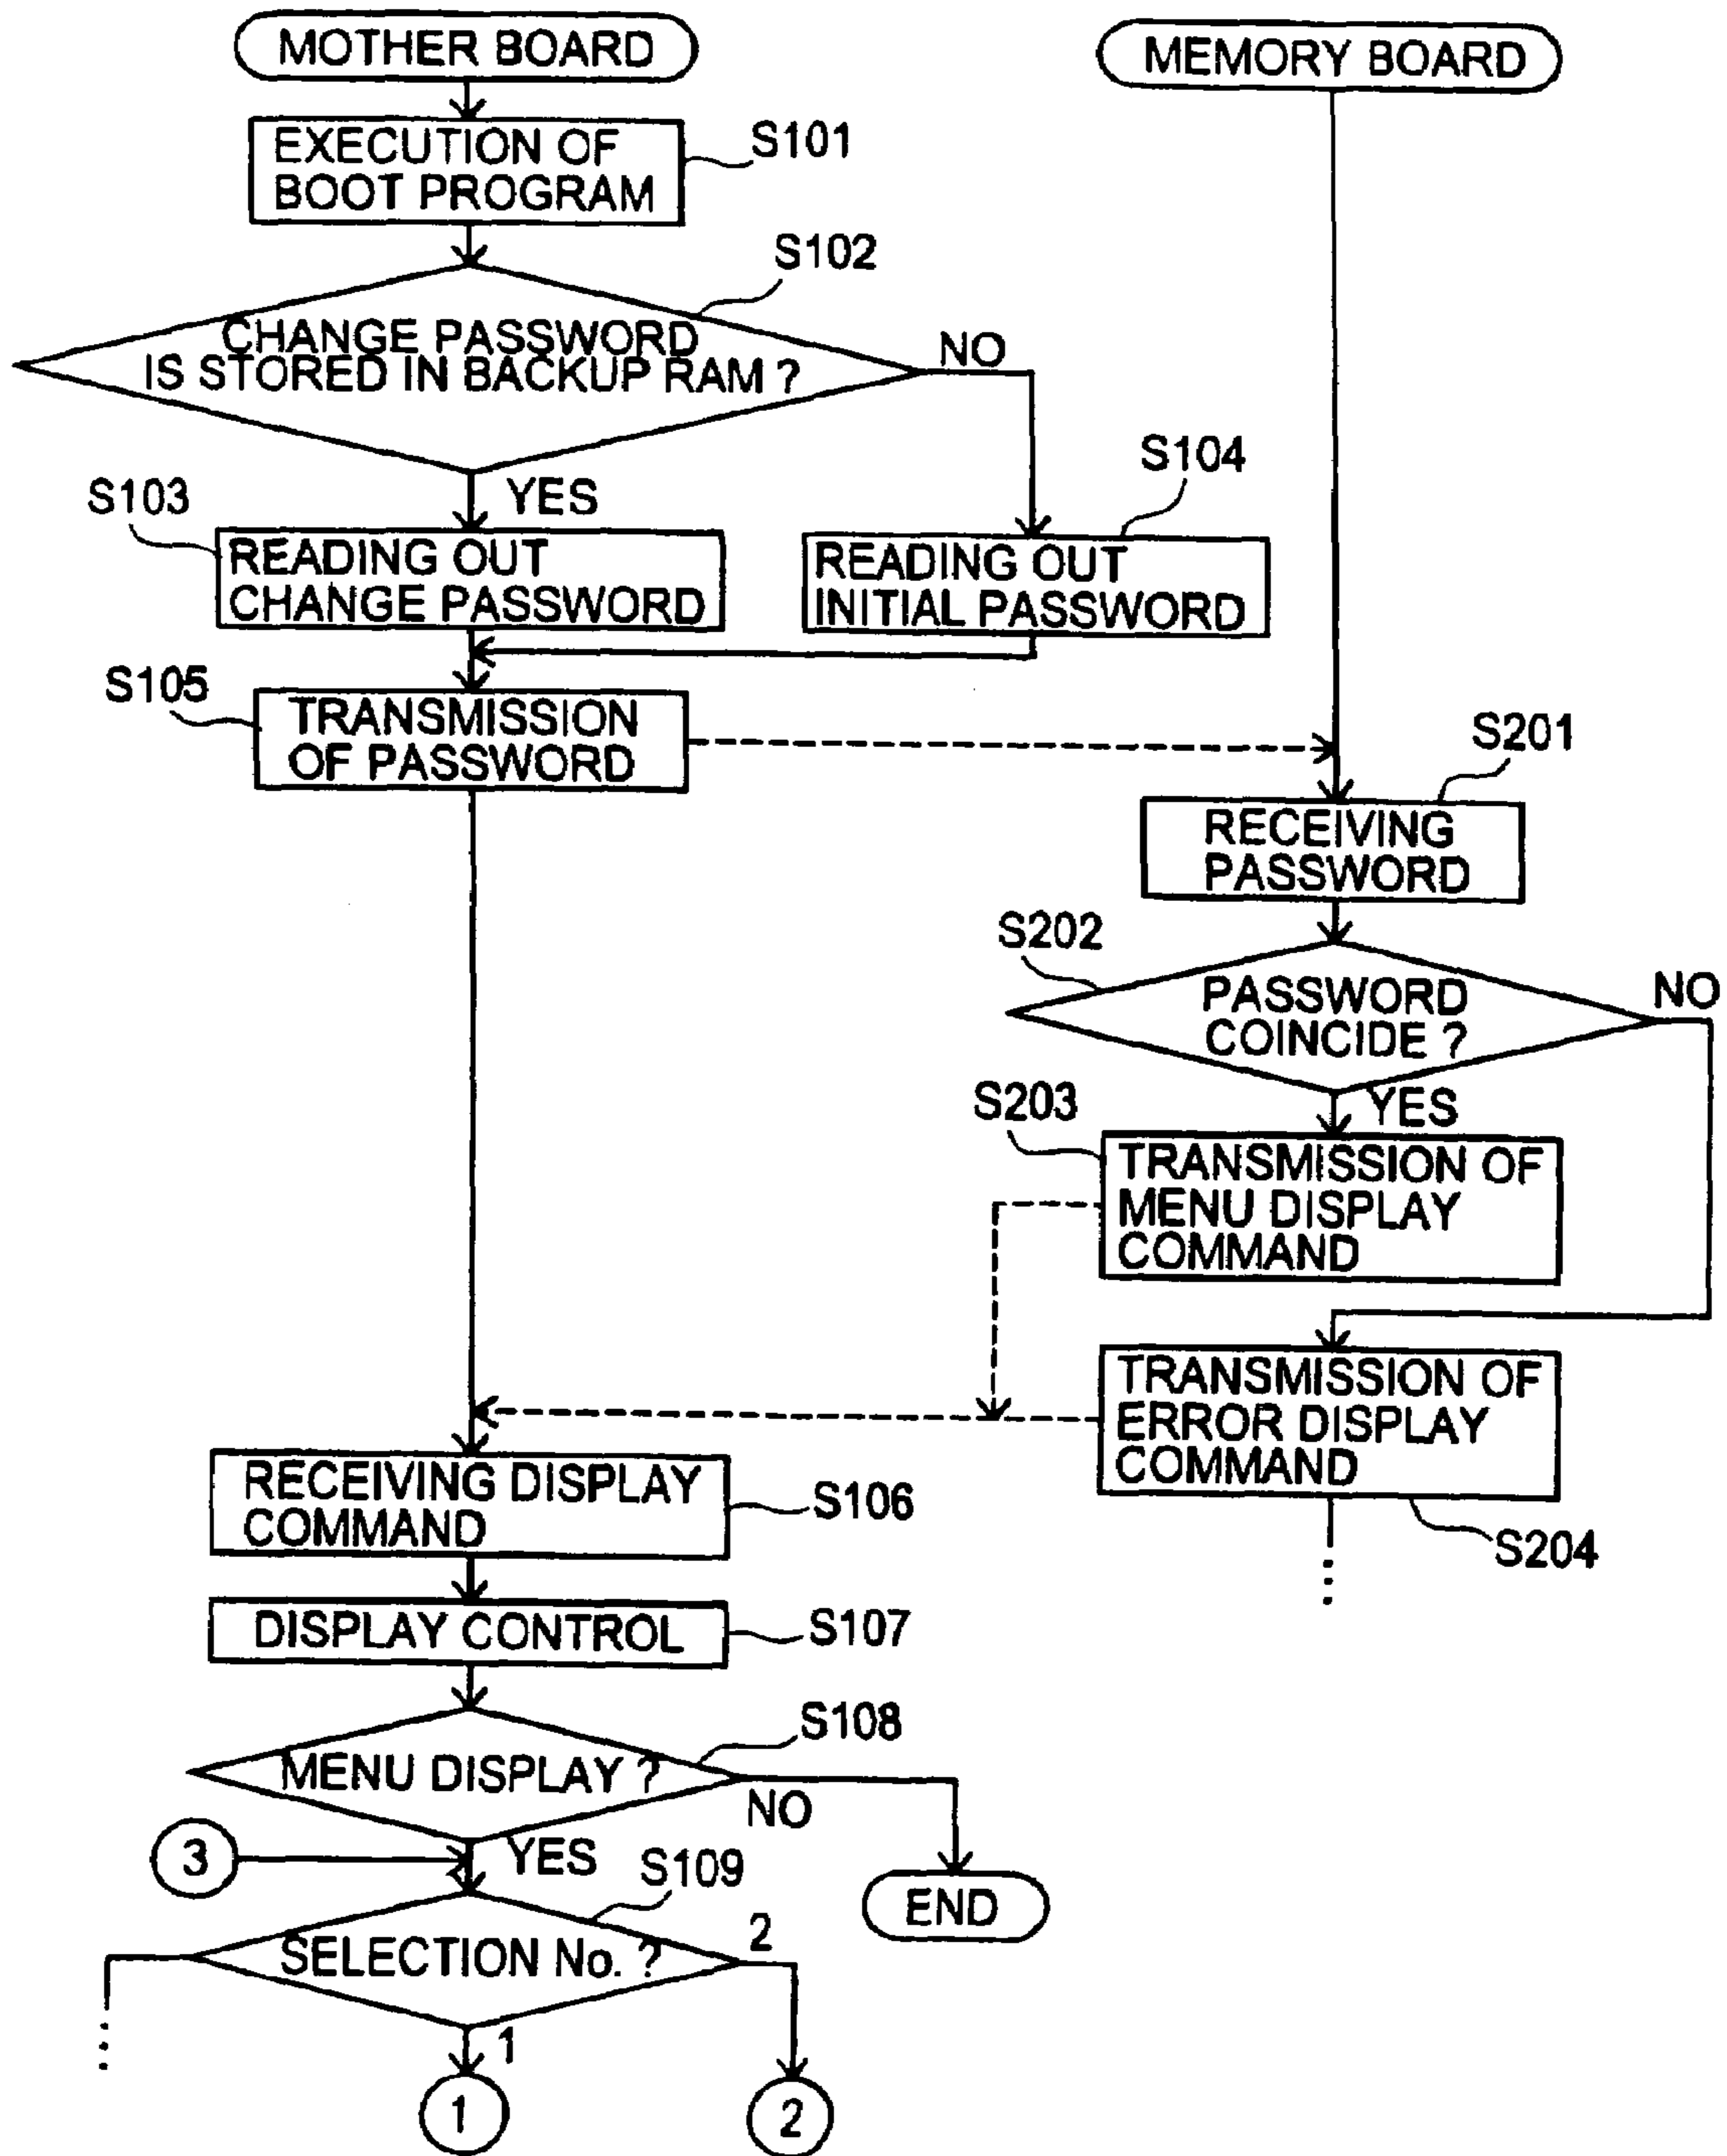 MOTHER BOARD
MEMORY BOARD
EXECUTION OF
BOOT PROGRAM
S101
S102
CHANGE PASSWORD
IS STORED IN BACKUP RAM ?
NO
YES
S103
S104
READING OUT
CHANGE PASSWORD
READING OUT
INITIAL PASSWORD
S105
TRANSMISSION
OF PASSWORD
S201
RECEIVING
PASSWORD
S202
PASSWORD
COINCIDE ?
NO
YES
S203
TRANSMISSION OF
MENU DISPLAY
COMMAND
TRANSMISSION OF
ERROR DISPLAY
COMMAND
S204
RECEIVING DISPLAY
COMMAND
S106
DISPLAY CONTROL
S107
S108
MENU DISPLAY ?
NO
YES
3
END
S109
SELECTION No. ?
2
1
1
2